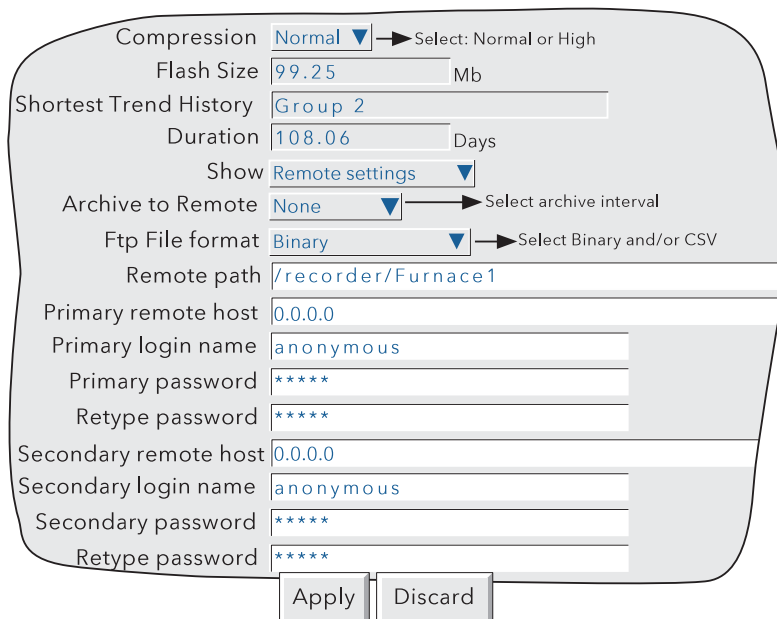 Compression Normal Select: Normal or High
Flash Size 99.25 Mb
Shortest Trend History Group 2
Duration 108.06 Days
Show Remote settings
Archive to Remote None Select archive interval
Ftp File format Binary Select Binary and/or CSV
Remote path /recorder/Furnace1
Primary remote host 0.0.0.0
Primary login name anonymous
Primary password *****
Retype password *****
Secondary remote host 0.0.0.0
Secondary login name anonymous
Secondary password *****
Retype password *****
Apply Discard